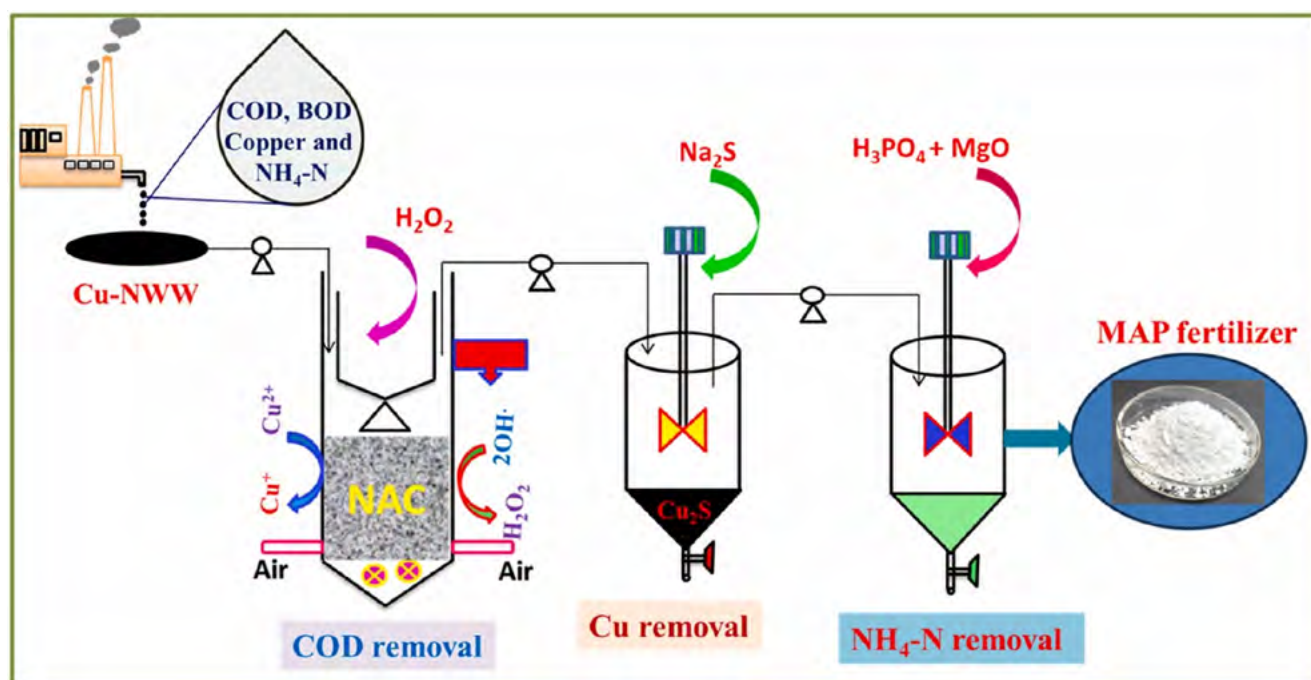 COD, BOD
Copper and
NH₄-N
Cu-NWW
H₂O₂
Na₂S
H₃PO₄ + MgO
Cu²⁺
Cu⁺
NAC
2OH·
H₂O₂
Air
Air
Cu₂S
MAP fertilizer
COD removal
Cu removal
NH₄-N removal